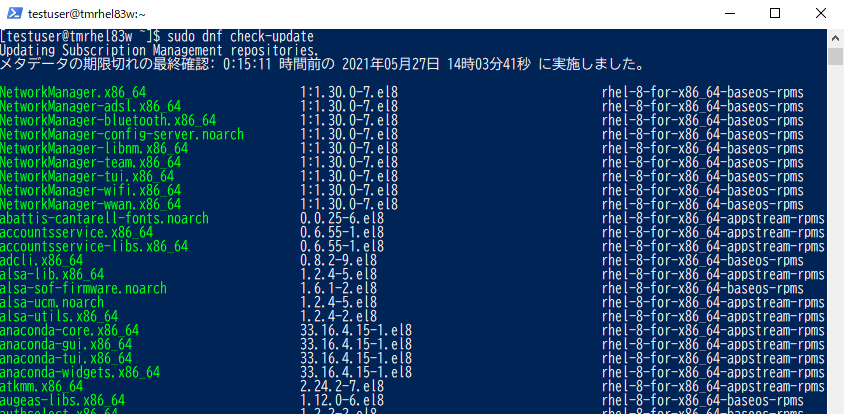 testuser@tmrhel83w:~
[testuser@tmrhel83w ~]$ sudo dnf check-update
Updating Subscription Management repositories.
メタデータの期限切れの最終確認: 0:15:11 時間前の 2021年05月27日 14時03分41秒 に実施しました。
NetworkManager.x86_64 1:1.30.0-7.el8 rhel-8-for-x86_64-baseos-rpms
NetworkManager-adsl.x86_64 1:1.30.0-7.el8 rhel-8-for-x86_64-baseos-rpms
NetworkManager-bluetooth.x86_64 1:1.30.0-7.el8 rhel-8-for-x86_64-baseos-rpms
NetworkManager-config-server.noarch 1:1.30.0-7.el8 rhel-8-for-x86_64-baseos-rpms
NetworkManager-libnm.x86_64 1:1.30.0-7.el8 rhel-8-for-x86_64-baseos-rpms
NetworkManager-team.x86_64 1:1.30.0-7.el8 rhel-8-for-x86_64-baseos-rpms
NetworkManager-tui.x86_64 1:1.30.0-7.el8 rhel-8-for-x86_64-baseos-rpms
NetworkManager-wifi.x86_64 1:1.30.0-7.el8 rhel-8-for-x86_64-baseos-rpms
NetworkManager-wwan.x86_64 1:1.30.0-7.el8 rhel-8-for-x86_64-baseos-rpms
abattis-cantarell-fonts.noarch 0.0.25-6.el8 rhel-8-for-x86_64-appstream-rpms
accountsservice.x86_64 0.6.55-1.el8 rhel-8-for-x86_64-appstream-rpms
accountsservice-libs.x86_64 0.6.55-1.el8 rhel-8-for-x86_64-appstream-rpms
adcli.x86_64 0.8.2-9.el8 rhel-8-for-x86_64-baseos-rpms
alsa-lib.x86_64 1.2.4-5.el8 rhel-8-for-x86_64-appstream-rpms
alsa-sof-firmware.noarch 1.6.1-2.el8 rhel-8-for-x86_64-baseos-rpms
alsa-ucm.noarch 1.2.4-5.el8 rhel-8-for-x86_64-appstream-rpms
alsa-utils.x86_64 1.2.4-2.el8 rhel-8-for-x86_64-appstream-rpms
anaconda-core.x86_64 33.16.4.15-1.el8 rhel-8-for-x86_64-appstream-rpms
anaconda-gui.x86_64 33.16.4.15-1.el8 rhel-8-for-x86_64-appstream-rpms
anaconda-tui.x86_64 33.16.4.15-1.el8 rhel-8-for-x86_64-appstream-rpms
anaconda-widgets.x86_64 33.16.4.15-1.el8 rhel-8-for-x86_64-appstream-rpms
atkmm.x86_64 2.24.2-7.el8 rhel-8-for-x86_64-appstream-rpms
augeas-libs.x86_64 1.12.0-6.el8 rhel-8-for-x86_64-baseos-rpms